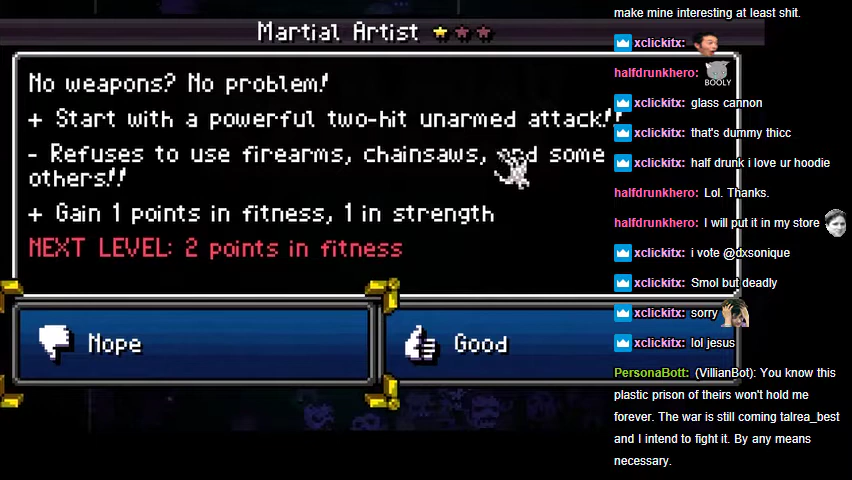 Martial Artist
No weapons? No problem!
+ Start with a powerful two-hit unarmed attack!!
- Refuses to use firearms, chainsaws, and some
others!!
+ Gain 1 points in fitness, 1 in strength
NEXT LEVEL: 2 points in fitness
Nope
Good
make mine interesting at least shit.
xclickitx:
halfdrunkhero:
BOOLY
xclickitx: glass cannon
xclickitx: that's dummy thicc
xclickitx: half drunk i love ur hoodie
halfdrunkhero: Lol. Thanks.
halfdrunkhero: I will put it in my store
xclickitx: i vote @dxsonique
xclickitx: Smol but deadly
xclickitx: sorry
xclickitx: lol jesus
PersonaBott: (VillianBot): You know this
plastic prison of theirs won't hold me
forever. The war is still coming talrea_best
and I intend to fight it. By any means
necessary.